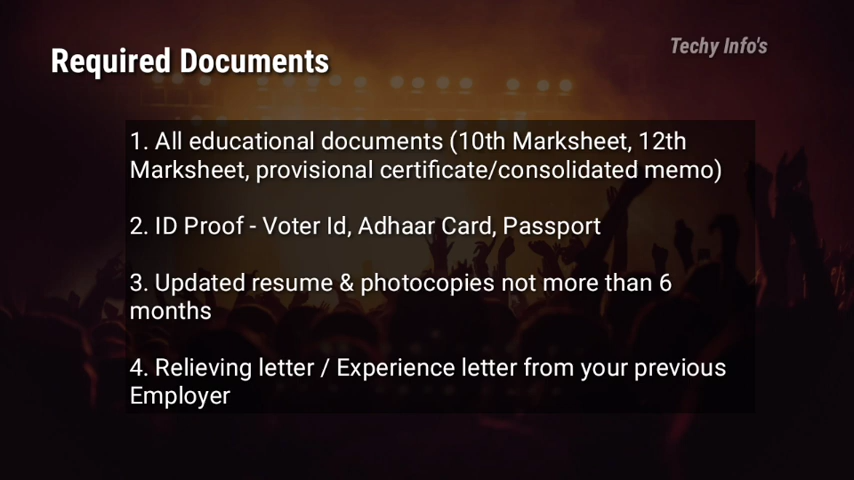 Required Documents
Techy Info's
1. All educational documents (10th Marksheet, 12th
Marksheet, provisional certificate/consolidated memo)
2. ID Proof - Voter Id, Adhaar Card, Passport
3. Updated resume & photocopies not more than 6
months
4. Relieving letter / Experience letter from your previous
Employer